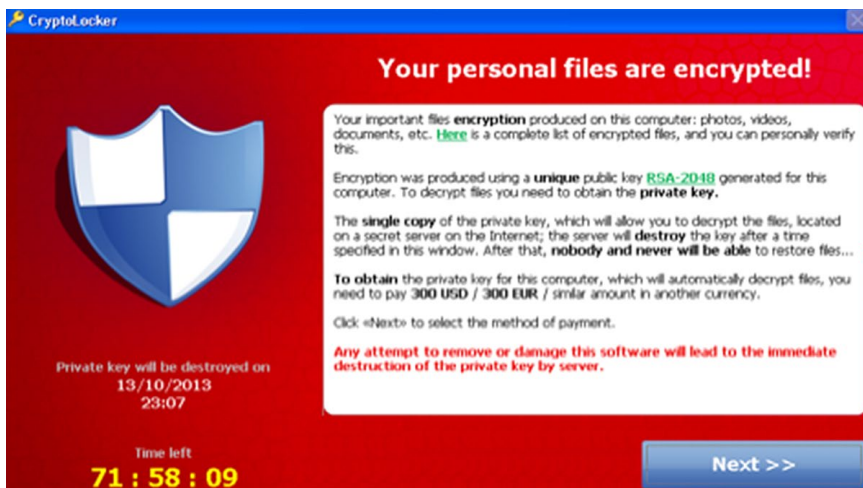 CryptoLocker
Your personal files are encrypted!
Your important files encryption produced on this computer: photos, videos,
documents, etc. Here is a complete list of encrypted files, and you can personally verify
this.
Encryption was produced using a unique public key RSA-2048 generated for this
computer. To decrypt files you need to obtain the private key.
The single copy of the private key, which will allow you to decrypt the files, located
on a secret server on the Internet; the server will destroy the key after a time
specified in this window. After that, nobody and never will be able to restore files...
To obtain the private key for this computer, which will automatically decrypt files, you
need to pay 300 USD / 300 EUR / similar amount in another currency.
Click «Next» to select the method of payment.
Any attempt to remove or damage this software will lead to the immediate
destruction of the private key by server.
Private key will be destroyed on
13/10/2013
23:07
Time left
71 : 58 : 09
Next >>